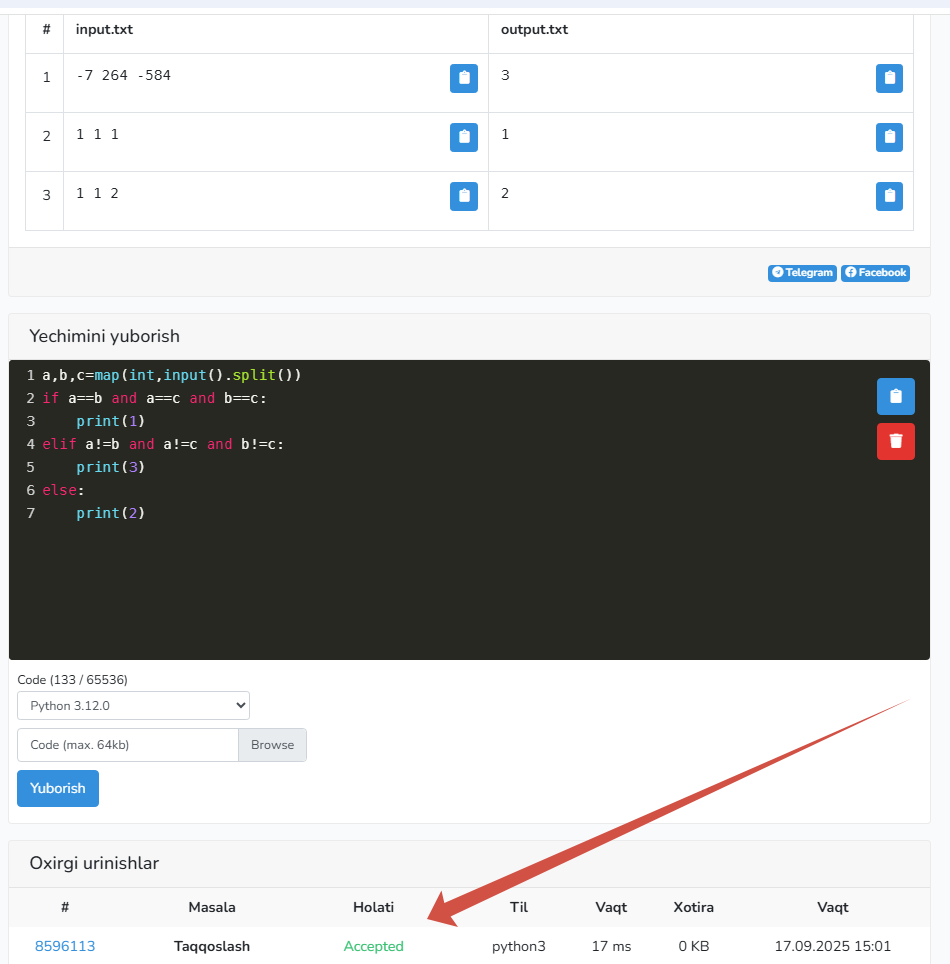 # input.txt output.txt
1 -7 264 -584 3
2 1 1 1 1
3 1 1 2 2
Telegram Facebook
Yechimini yuborish
1 a,b,c=map(int,input().split())
2 if a==b and a==c and b==c:
3     print(1)
4 elif a!=b and a!=c and b!=c:
5     print(3)
6 else:
7     print(2)
Code (133 / 65536)
Python 3.12.0
Code (max. 64kb) Browse
Yuborish
Oxirgi urinishlar
# Masala Holati Til Vaqt Xotira Vaqt
8596113 Taqqoslash Accepted python3 17 ms 0 KB 17.09.2025 15:01